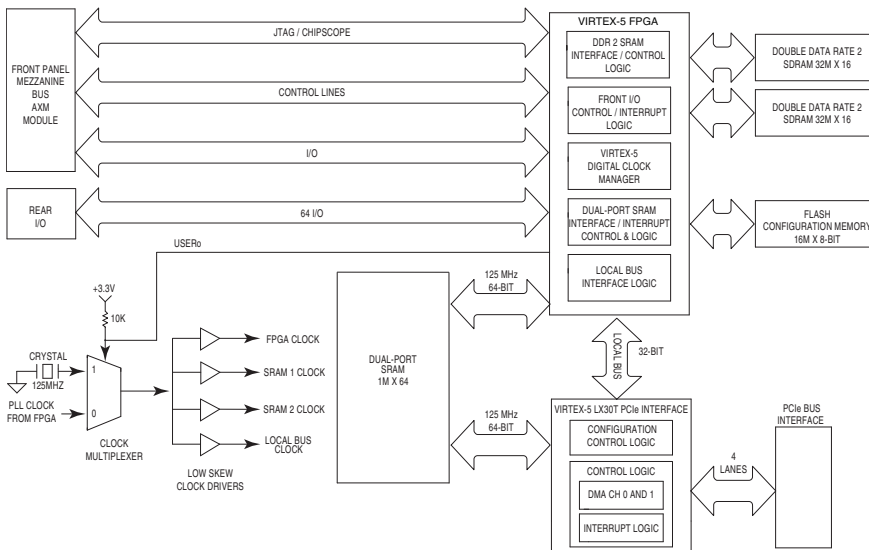 VIRTEX-5 FPGA
JTAG / CHIPSCOPE
FRONT PANEL
MEZZANINE
BUS
AXM
MODULE
CONTROL LINES
I/O
REAR
I/O
64 I/O
DDR 2 SRAM
INTERFACE / CONTROL
LOGIC
FRONT I/O
CONTROL / INTERRUPT
LOGIC
VIRTEX-5
DIGITAL CLOCK
MANAGER
DUAL-PORT SRAM
INTERFACE / INTERRUPT
CONTROL & LOGIC
LOCAL BUS
INTERFACE LOGIC
DOUBLE DATA RATE 2
SDRAM 32M X 16
DOUBLE DATA RATE 2
SDRAM 32M X 16
FLASH
CONFIGURATION MEMORY
16M X 8-BIT
USERo
+3.3V
10K
CRYSTAL
125MHZ
1
0
PLL CLOCK
FROM FPGA
CLOCK
MULTIPLEXER
FPGA CLOCK
SRAM 1 CLOCK
SRAM 2 CLOCK
LOCAL BUS
CLOCK
LOW SKEW
CLOCK DRIVERS
DUAL-PORT
SRAM
1M X 64
125 MHz
64-BIT
125 MHz
64-BIT
LOCAL BUS
32-BIT
VIRTEX-5 LX30T PCIe INTERFACE
CONFIGURATION
CONTROL LOGIC
CONTROL LOGIC
DMA CH 0 AND 1
INTERRUPT LOGIC
4
LANES
PCIe BUS
INTERFACE